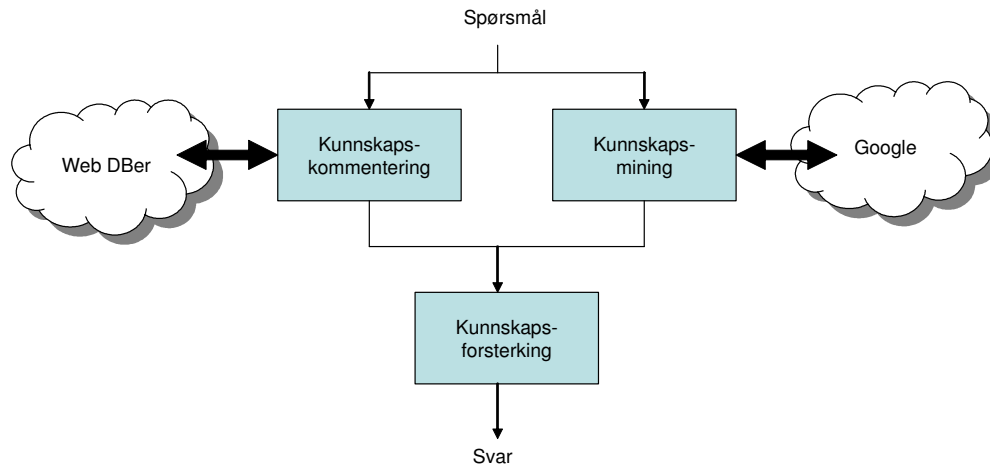 Spørsmål
Web DBer
Kunnskaps-
kommentering
Kunnskaps-
mining
Google
Kunnskaps-
forsterking
Svar